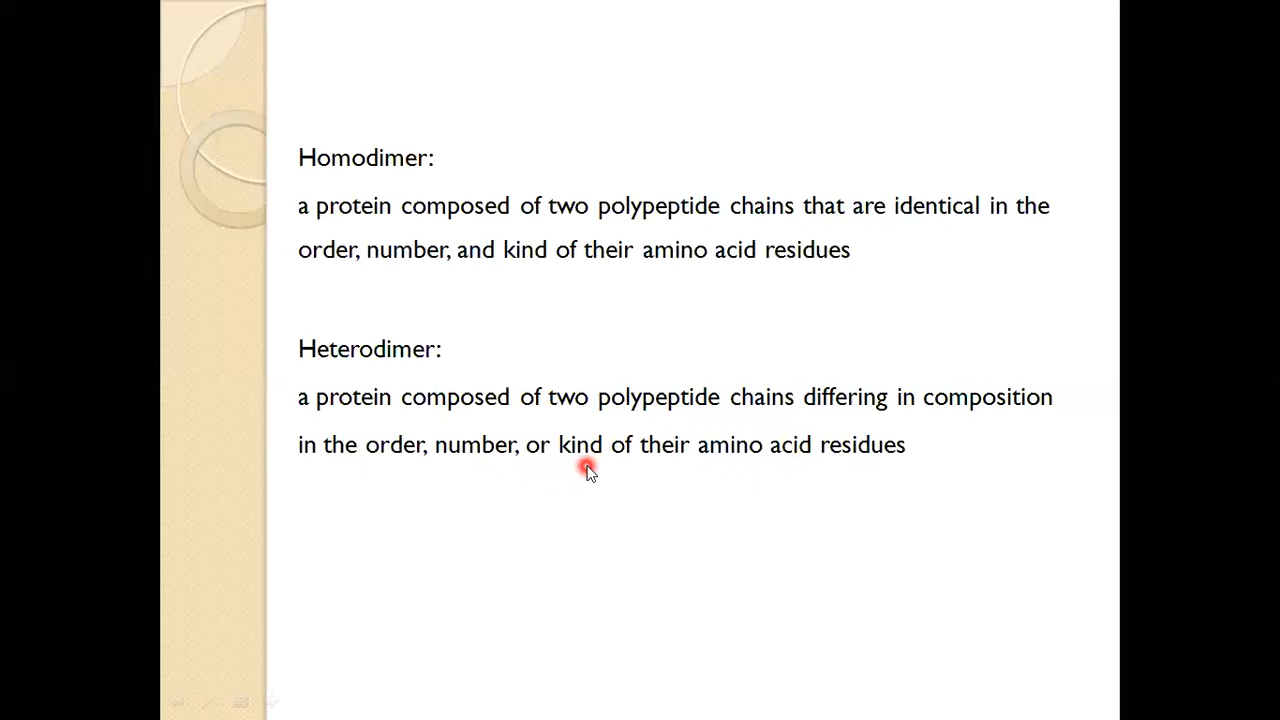 Homodimer:
a protein composed of two polypeptide chains that are identical in the
order, number, and kind of their amino acid residues
Heterodimer:
a protein composed of two polypeptide chains differing in composition
in the order, number, or kind of their amino acid residues